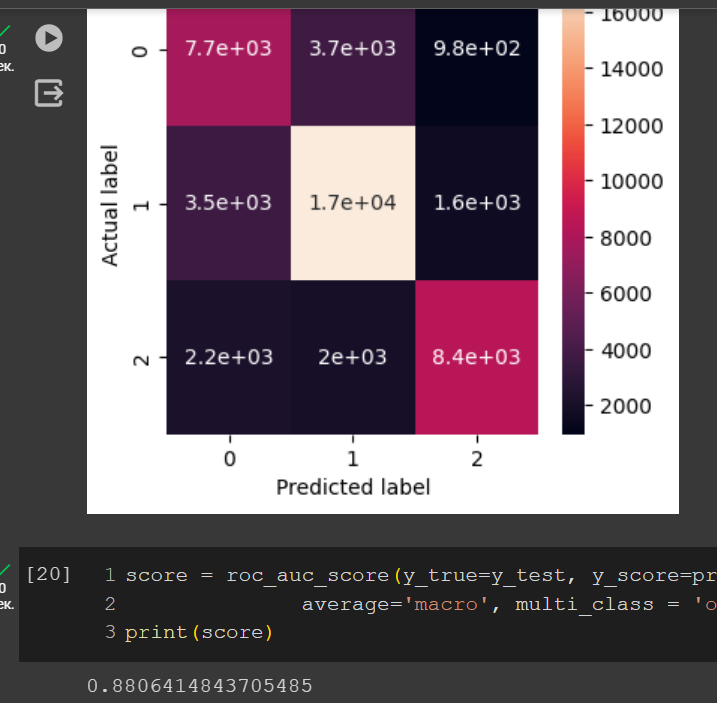 16000
0
7.7e+03 3.7e+03 9.8e+02
0
ек.
14000
12000
Actual label
10000
1
3.5e+03 1.7e+04 1.6e+03
8000
6000
2
2.2e+03 2e+03 8.4e+03
4000
2000
0 1 2
Predicted label
[20] 1 score = roc_auc_score(y_true=y_test, y_score=pr
0
ек.
2 average='macro', multi_class = 'o
3 print(score)
0.8806414843705485